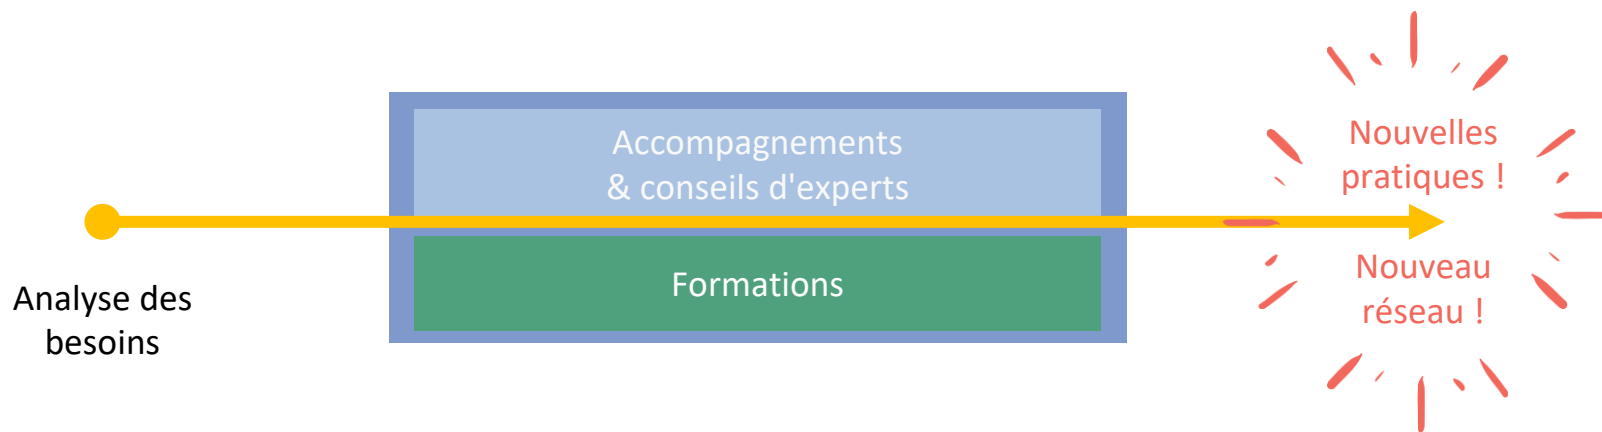 Analyse des
besoins
Accompagnements
& conseils d'experts
Formations
Nouvelles
pratiques !
Nouveau
réseau !